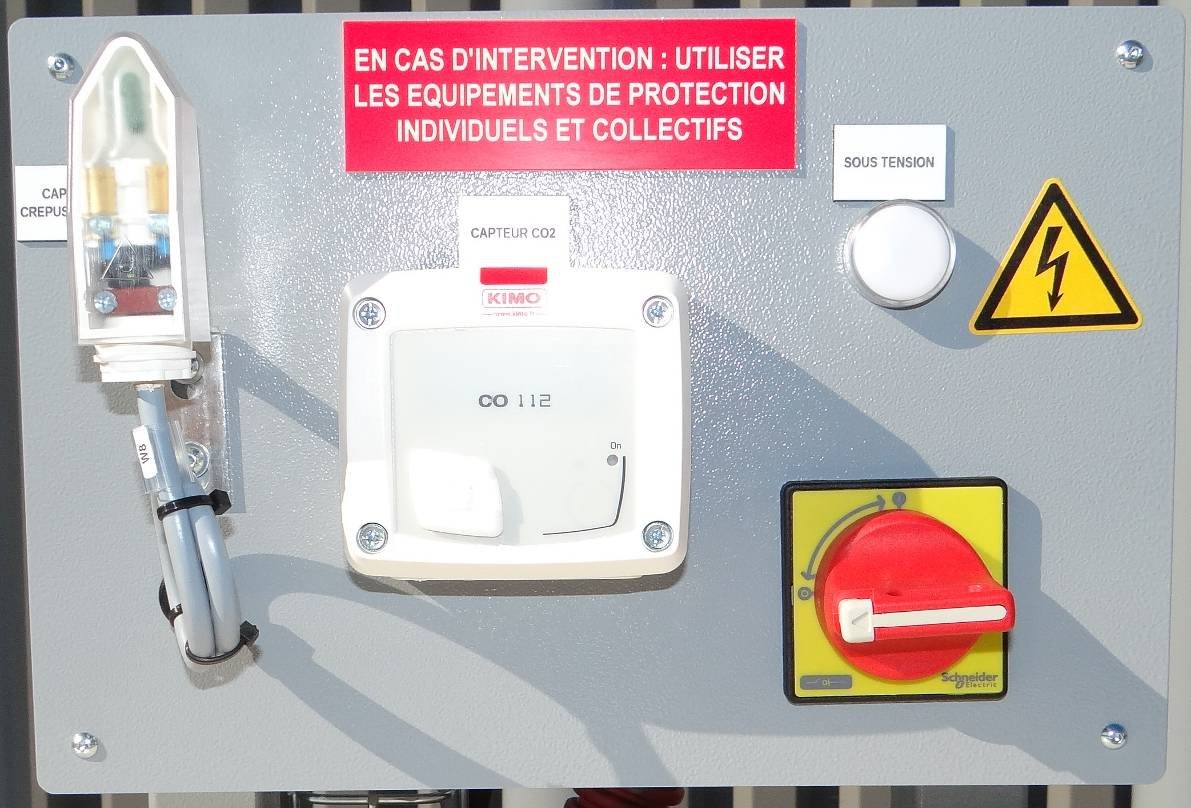 EN CAS D'INTERVENTION : UTILISER
LES EQUIPEMENTS DE PROTECTION
INDIVIDUELS ET COLLECTIFS
SOUS TENSION
CAP
CREPUS
CAPTEUR CO2
KIMO
www.kimo.fr
CO 112
On
W8
Schneider
Electric